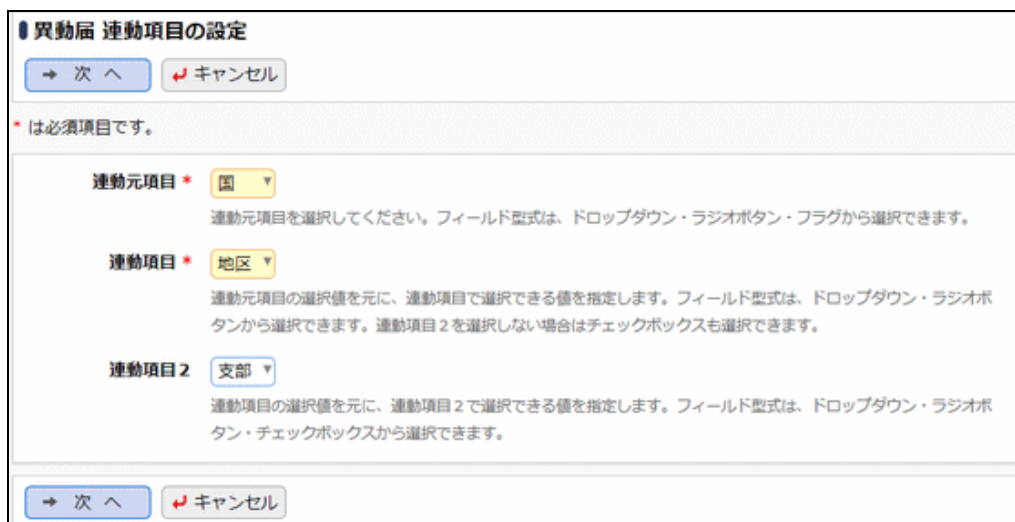 異動届 連動項目の設定
次 へ キャンセル
* は必須項目です。
連動元項目 * 国
連動元項目を選択してください。フィールド型式は、ドロップダウン・ラジオボタン・フラグから選択できます。
連動項目 * 地区
連動元項目の選択値を元に、連動項目で選択できる値を指定します。フィールド型式は、ドロップダウン・ラジオボ
タンから選択できます。連動項目2を選択しない場合はチェックボックスも選択できます。
連動項目2 支部
連動項目の選択値を元に、連動項目2で選択できる値を指定します。フィールド型式は、ドロップダウン・ラジオボ
タン・チェックボックスから選択できます。
次 へ キャンセル